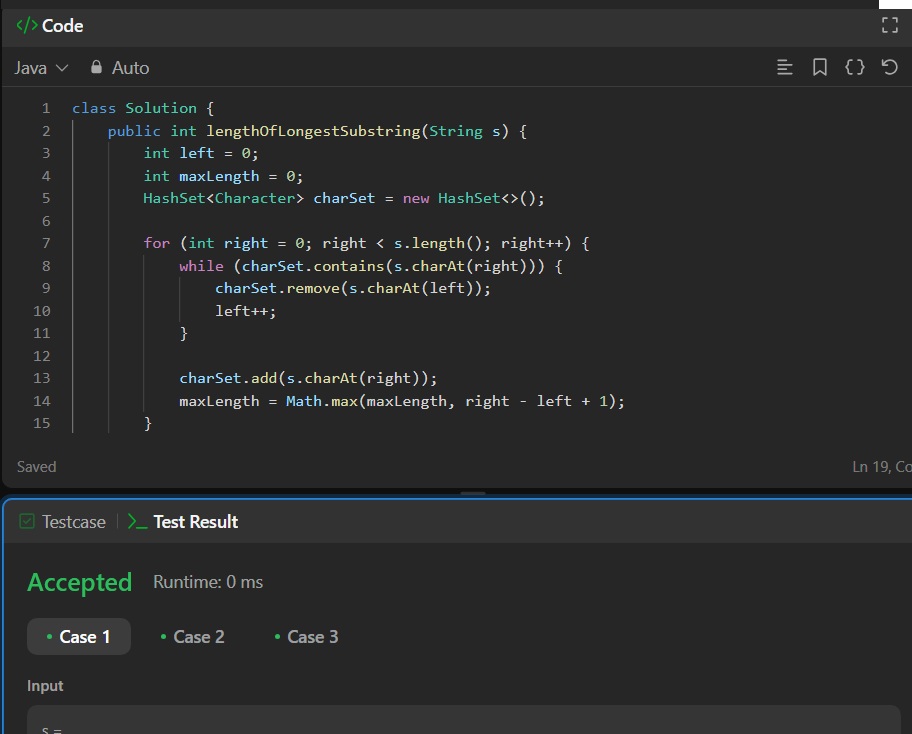 </> Code
Java Auto
1 class Solution {
2     public int lengthOfLongestSubstring(String s) {
3         int left = 0;
4         int maxLength = 0;
5         HashSet<Character> charSet = new HashSet<>();
6
7         for (int right = 0; right < s.length(); right++) {
8             while (charSet.contains(s.charAt(right))) {
9                 charSet.remove(s.charAt(left));
10                 left++;
11             }
12
13             charSet.add(s.charAt(right));
14             maxLength = Math.max(maxLength, right - left + 1);
15         }
Saved Ln 19, Co
Testcase | >_ Test Result
Accepted Runtime: 0 ms
• Case 1 • Case 2 • Case 3
Input
s =